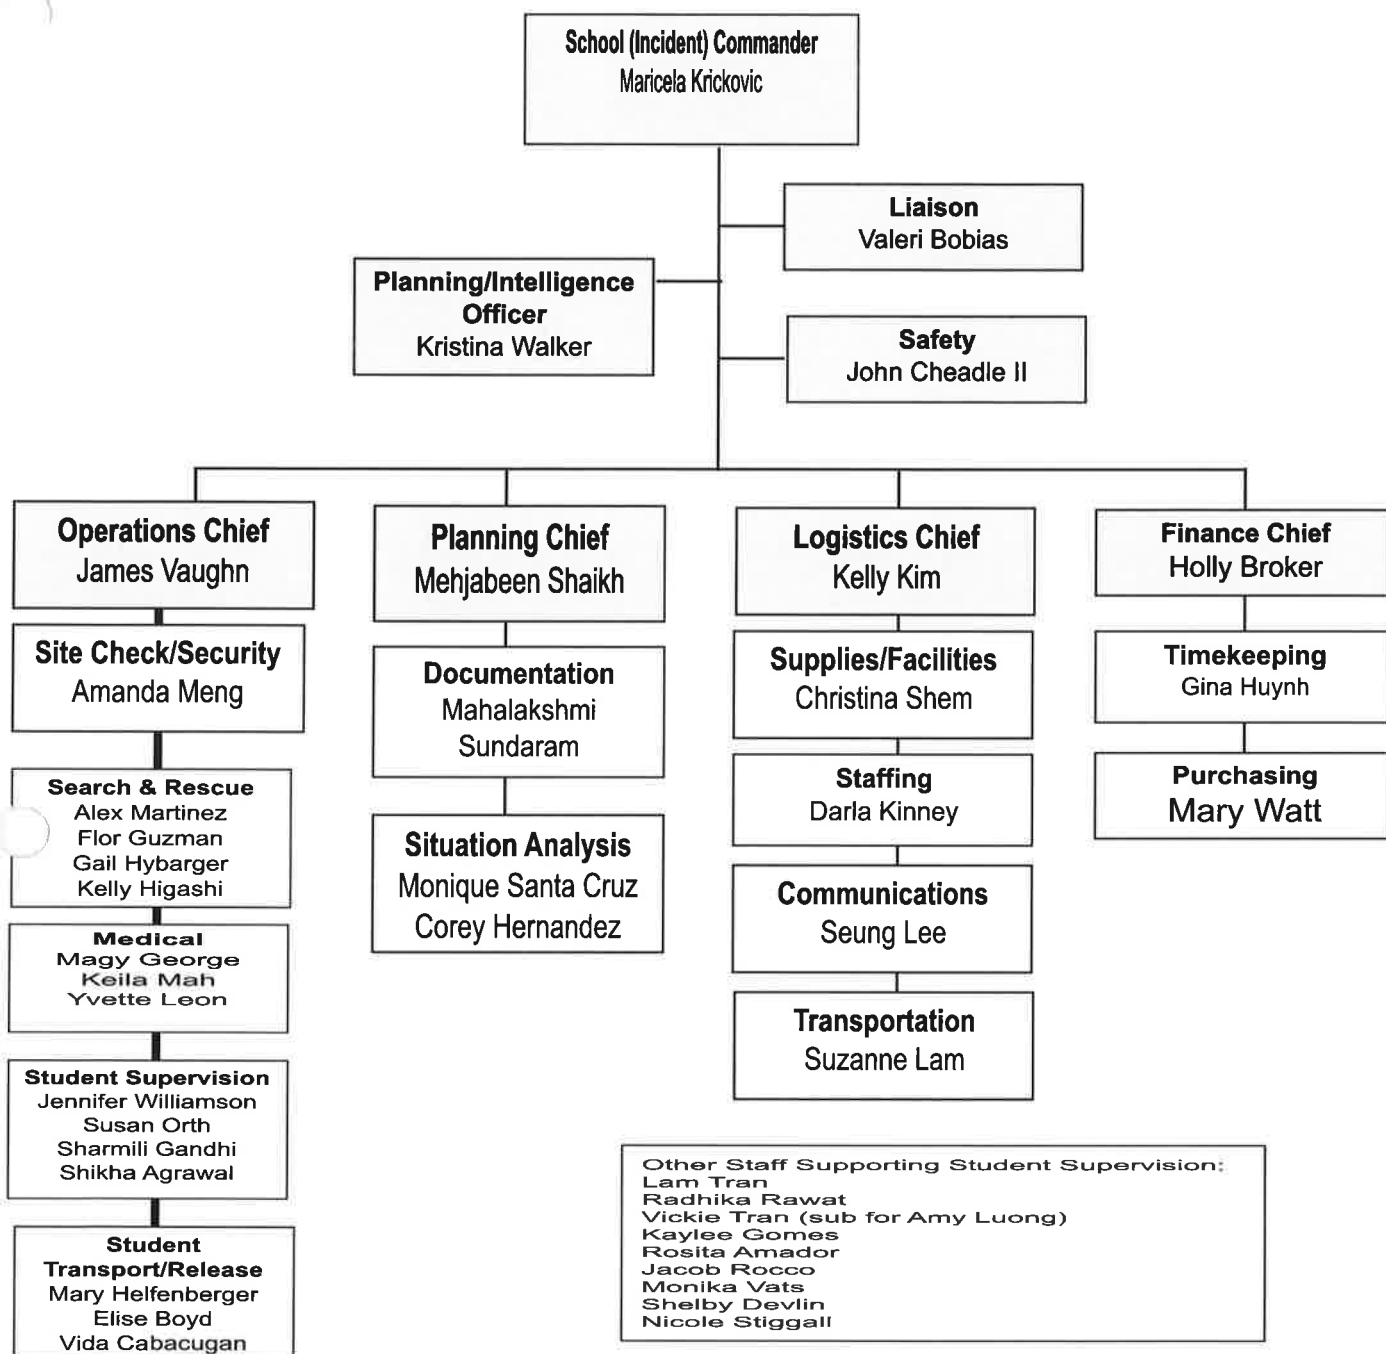 School (Incident) Commander
Maricela Krickovic
Liaison
Valeri Bobias
Planning/Intelligence
Officer
Kristina Walker
Safety
John Cheadle II
Operations Chief
James Vaughn
Site Check/Security
Amanda Meng
Search & Rescue
Alex Martinez
Flor Guzman
Gail Hybarger
Kelly Higashi
Medical
Magy George
Keila Mah
Yvette Leon
Student Supervision
Jennifer Williamson
Susan Orth
Sharmili Gandhi
Shikha Agrawal
Student
Transport/Release
Mary Helfenberger
Elise Boyd
Vida Cabacugan
Planning Chief
Mehjabeen Shaikh
Documentation
Mahalakshmi
Sundaram
Situation Analysis
Monique Santa Cruz
Corey Hernandez
Logistics Chief
Kelly Kim
Supplies/Facilities
Christina Shem
Staffing
Darla Kinney
Communications
Seung Lee
Transportation
Suzanne Lam
Finance Chief
Holly Broker
Timekeeping
Gina Huynh
Purchasing
Mary Watt
Other Staff Supporting Student Supervision:
Lam Tran
Radhika Rawat
Vickie Tran (sub for Amy Luong)
Kaylee Gomes
Rosita Amador
Jacob Rocco
Monika Vats
Shelby Devlin
Nicole Stiggall